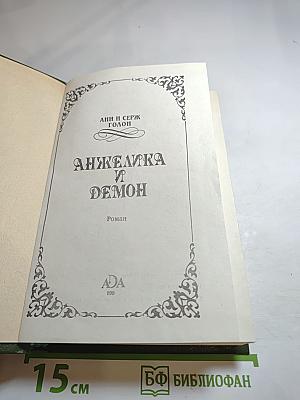 АНН И СЕРЖ
ГОЛОН
АНЖЕЛИКА
И
ДЕМОН
Роман
АДА
15 см
БФ БИБЛИОФАН